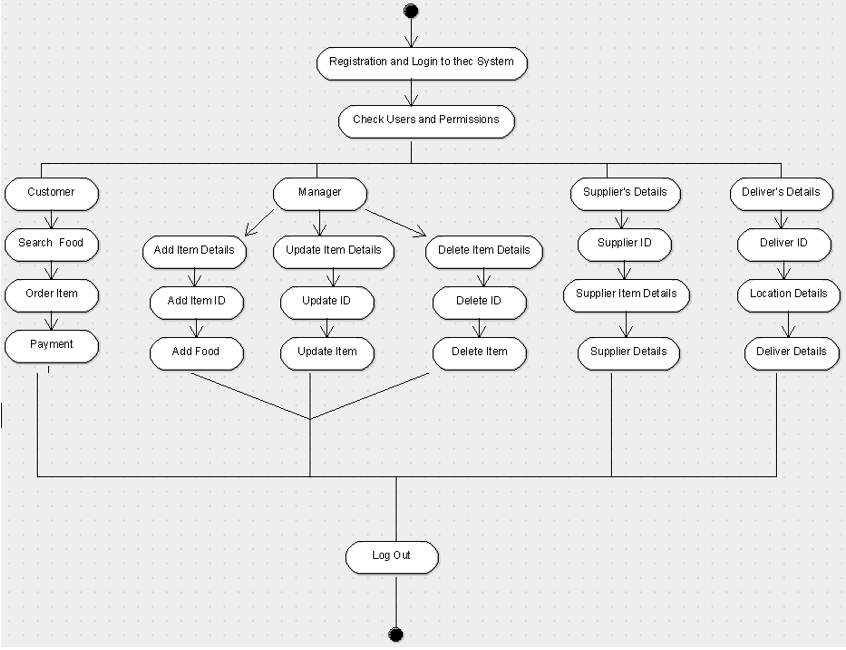 Registration and Login to thec System
Check Users and Permissions
Customer
Manager
Supplier's Details
Deliver's Details
Search Food
Add Item Details
Update Item Details
Delete Item Details
Supplier ID
Deliver ID
Order Item
Add Item ID
Update ID
Delete ID
Supplier Item Details
Location Details
Payment
Add Food
Update Item
Delete Item
Supplier Details
Deliver Details
Log Out